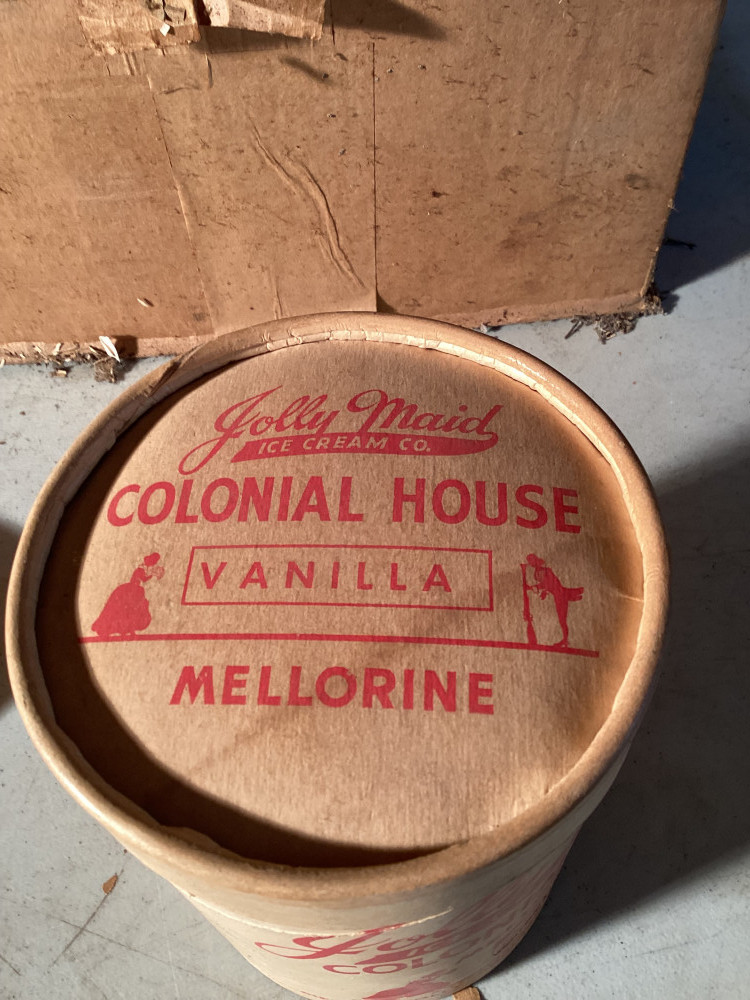 Jolly Maid
ICE CREAM CO.
COLONIAL HOUSE
VANILLA
MELLORINE